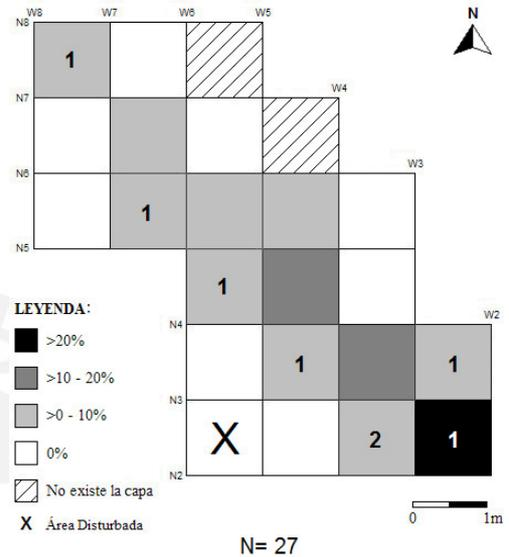 W8 W7 W6 W5
N
N8
1
N7 W4
N6 W3
1
N5
1
LEYENDA:
N4 W2
>20%
1 1
>10 - 20%
N3
>0 - 10%
X 2 1
0%
N2
No existe la capa
X Área Disturbada
0 1m
N= 27